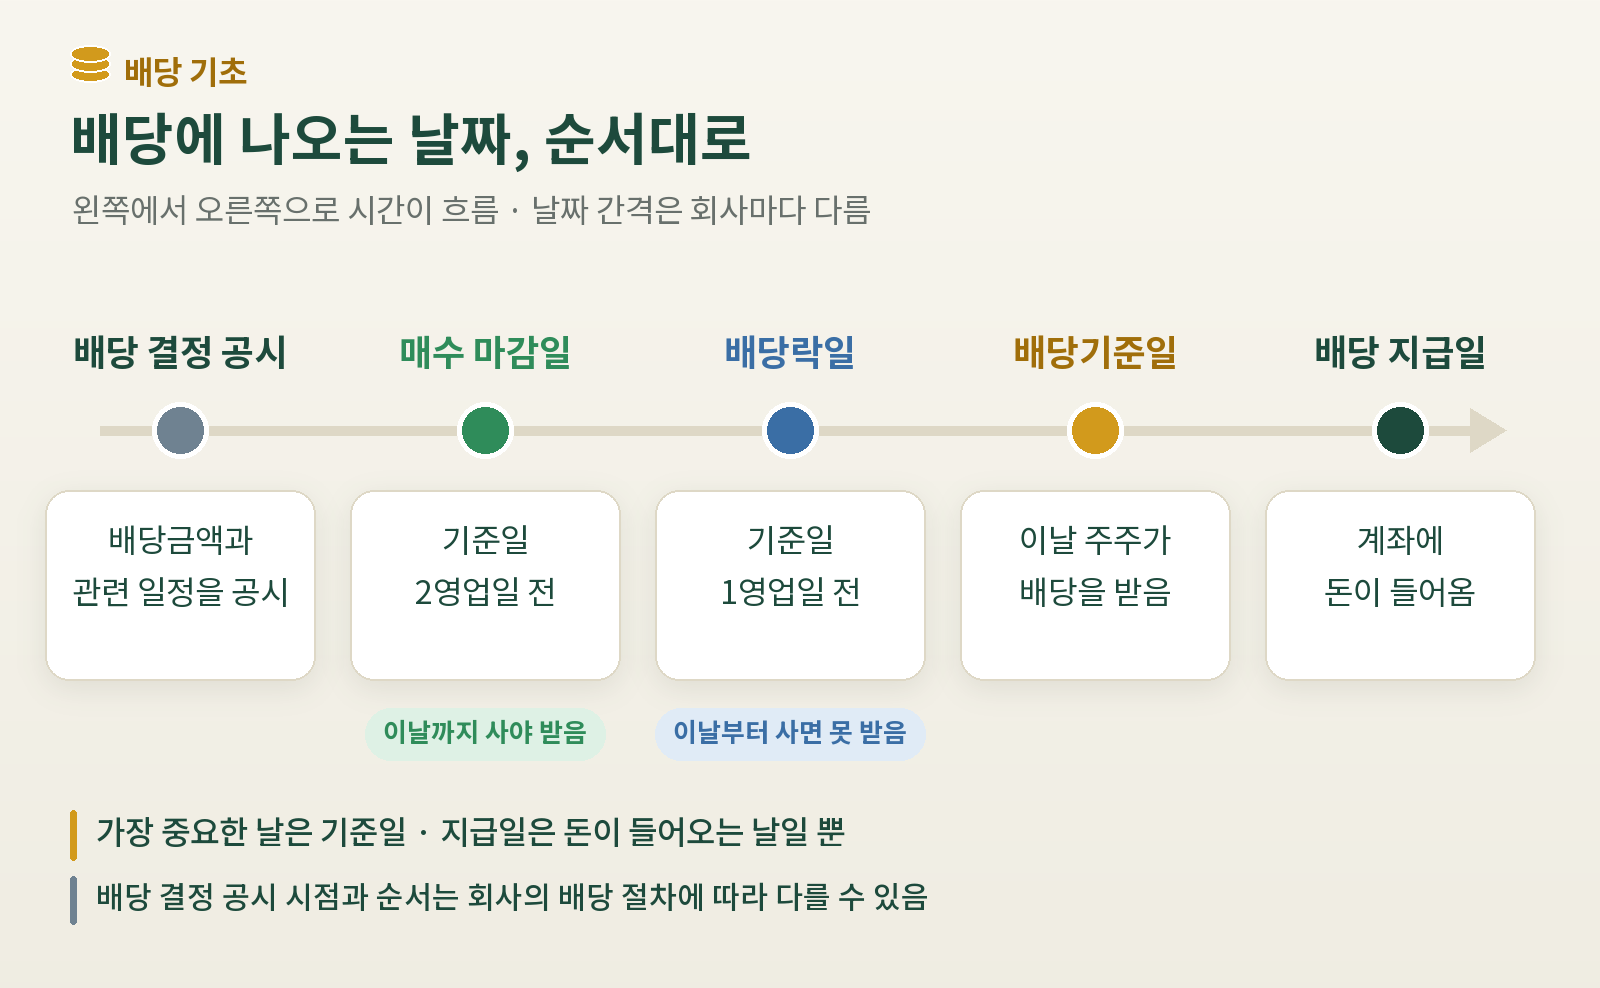 배당 기초
배당에 나오는 날짜, 순서대로
왼쪽에서 오른쪽으로 시간이 흐름 · 날짜 간격은 회사마다 다름
배당 결정 공시
매수 마감일
배당락일
배당기준일
배당 지급일
배당금액과
관련 일정을 공시
기준일
2영업일 전
기준일
1영업일 전
이날 주주가
배당을 받음
계좌에
돈이 들어옴
이날까지 사야 받음
이날부터 사면 못 받음
가장 중요한 날은 기준일 · 지급일은 돈이 들어오는 날일 뿐
배당 결정 공시 시점과 순서는 회사의 배당 절차에 따라 다를 수 있음